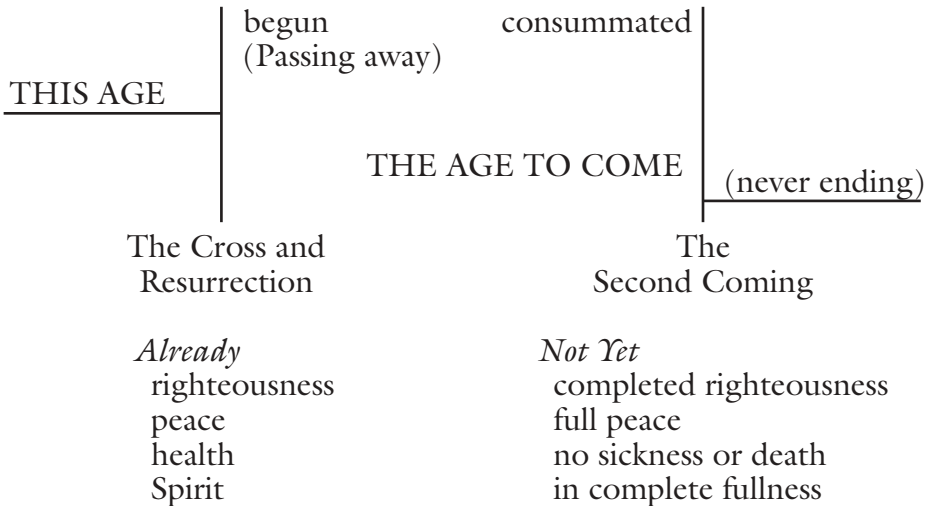 begun consummated
(Passing away)
THIS AGE
THE AGE TO COME
(never ending)
The Cross and The
Resurrection Second Coming
Already Not Yet
righteousness completed righteousness
peace full peace
health no sickness or death
Spirit in complete fullness